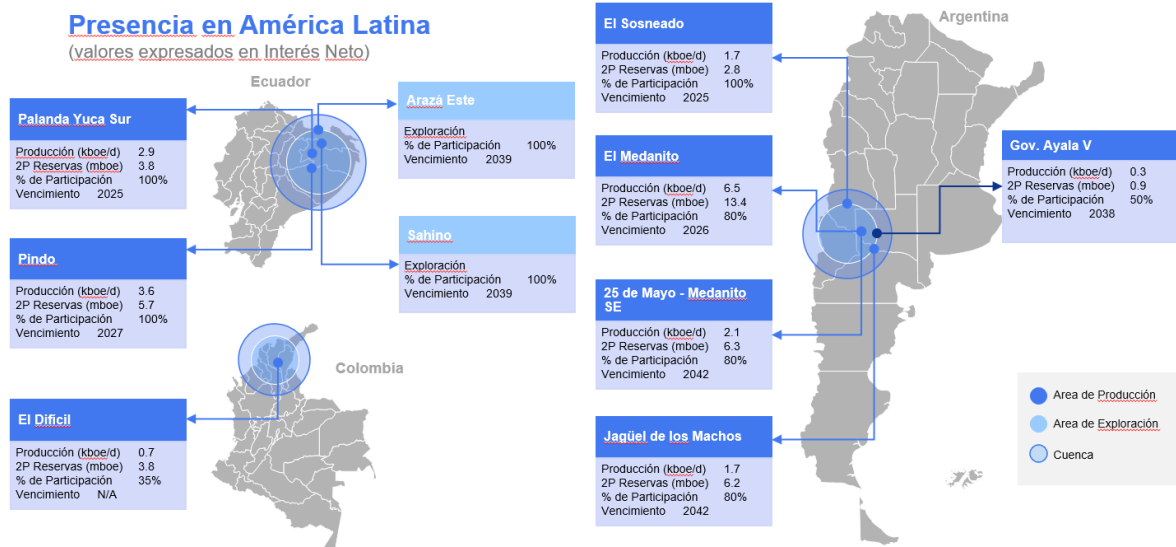 Presencia en América Latina
(valores expresados en Interés Neto)
Ecuador
Palanda Yuca Sur
Producción (kboe/d) 2.9
2P Reservas (mboe) 3.8
% de Participación 100%
Vencimiento 2025
Pindo
Producción (kboe/d) 3.6
2P Reservas (mboe) 5.7
% de Participación 100%
Vencimiento 2027
Arazá Este
Exploración
% de Participación 100%
Vencimiento 2039
Sahino
Exploración
% de Participación 100%
Vencimiento 2039
Colombia
El Dificil
Producción (kboe/d) 0.7
2P Reservas (mboe) 3.8
% de Participación 35%
Vencimiento N/A
Argentina
El Sosneado
Producción (kboe/d) 1.7
2P Reservas (mboe) 2.8
% de Participación 100%
Vencimiento 2025
El Medanito
Producción (kboe/d) 6.5
2P Reservas (mboe) 13.4
% de Participación 80%
Vencimiento 2026
25 de Mayo - Medanito
SE
Producción (kboe/d) 2.1
2P Reservas (mboe) 6.3
% de Participación 80%
Vencimiento 2042
Jagüel de los Machos
Producción (kboe/d) 1.7
2P Reservas (mboe) 6.2
% de Participación 80%
Vencimiento 2042
Gov. Ayala V
Producción (kboe/d) 0.3
2P Reservas (mboe) 0.9
% de Participación 50%
Vencimiento 2038
Area de Producción
Area de Exploración
Cuenca